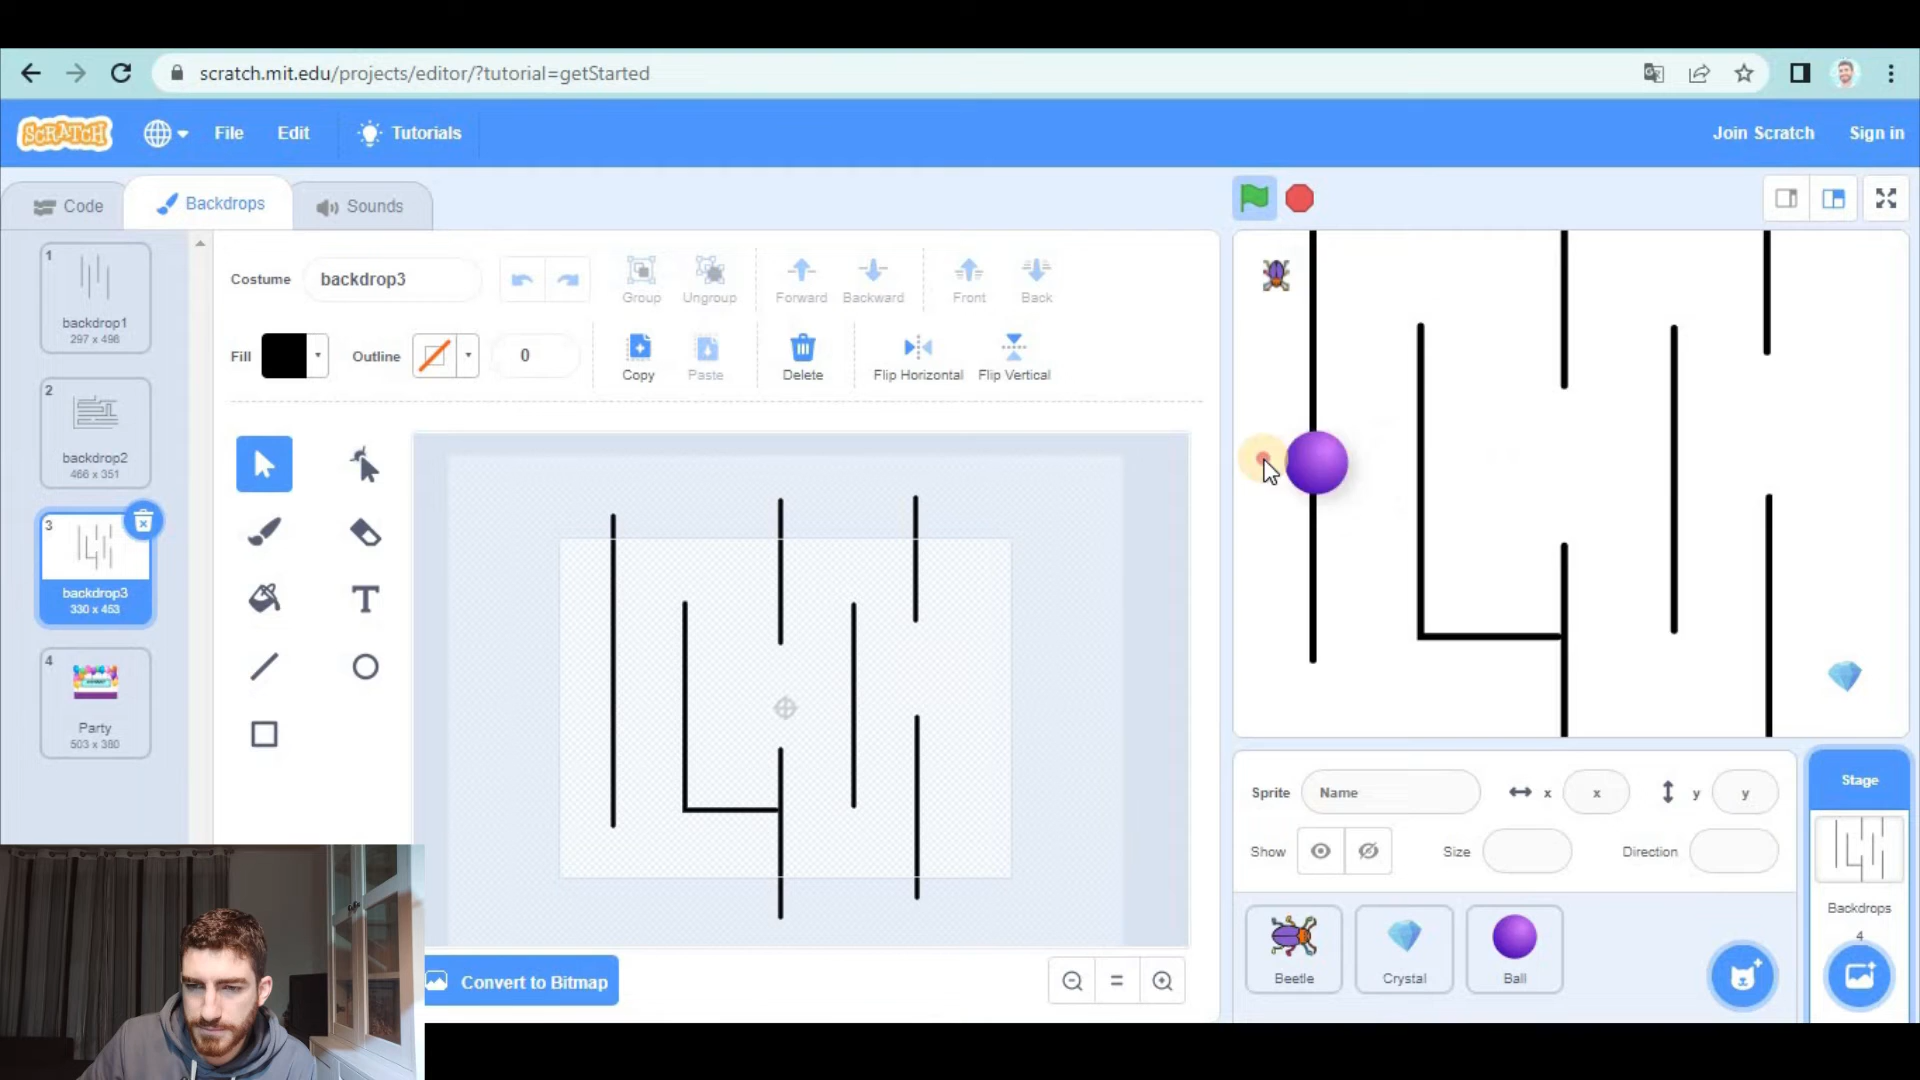 scratch.mit.edu/projects/editor/?tutorial=getStarted
SCRATCH File Edit Tutorials Join Scratch Sign in
Code Backdrops Sounds
1
backdrop1
297 x 496
2
backdrop2
466 x 351
3
backdrop3
330 x 453
4
Party
503 x 380
Costume backdrop3 Group Ungroup Forward Backward Front Back
Fill Outline 0 Copy Paste Delete Flip Horizontal Flip Vertical
T
Convert to Bitmap
Sprite Name x x y y
Show Size Direction
Beetle Crystal Ball
Stage
Backdrops
4